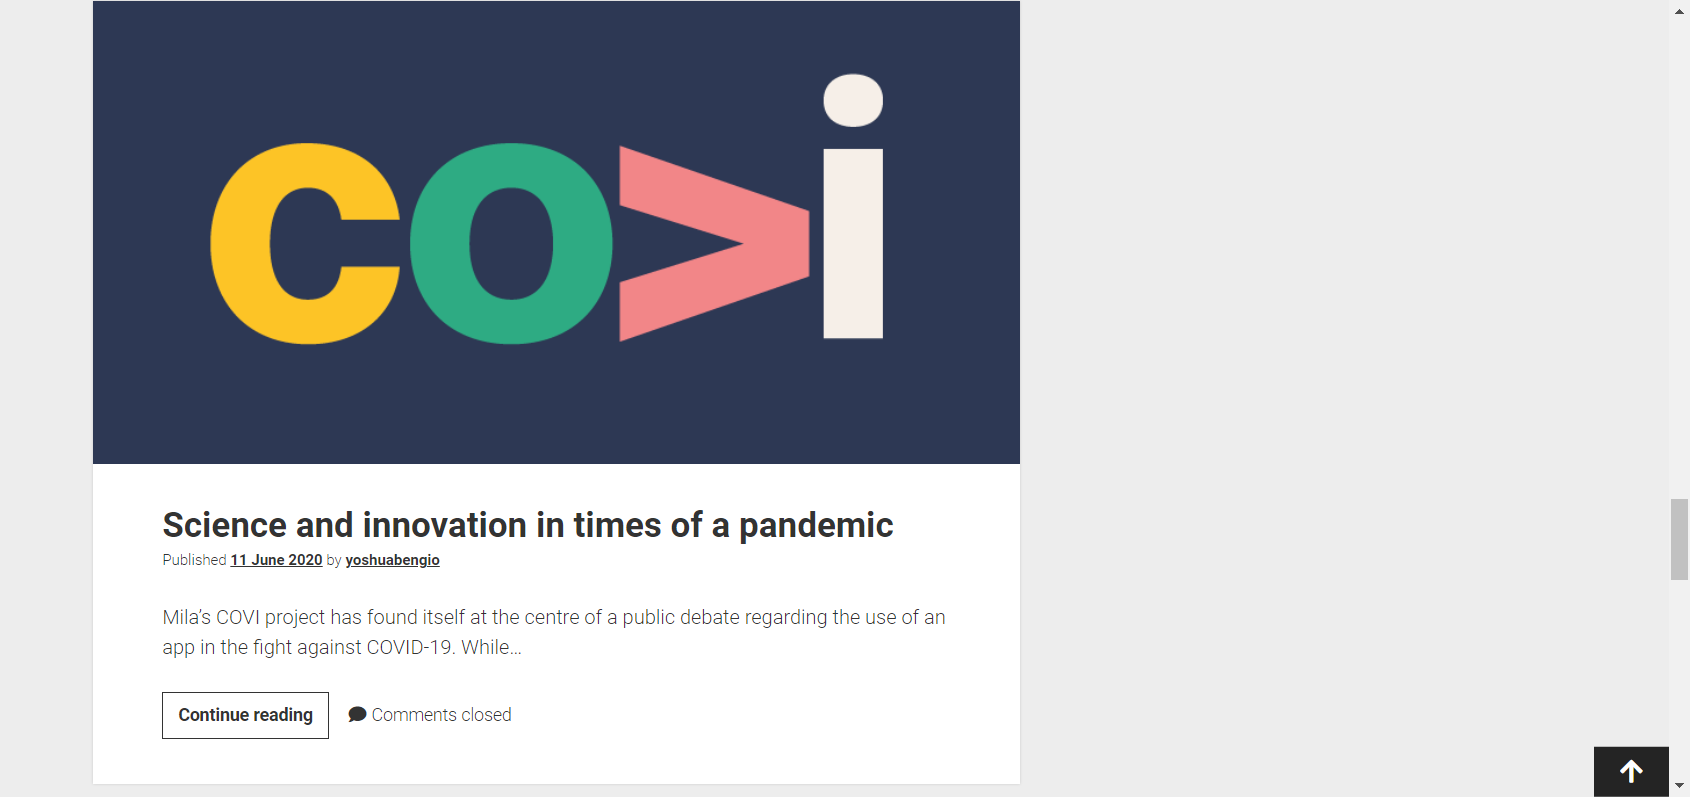 co>i
Science and innovation in times of a pandemic
Published 11 June 2020 by yoshuabengio
Mila’s COVI project has found itself at the centre of a public debate regarding the use of an
app in the fight against COVID-19. While…
Continue reading Comments closed